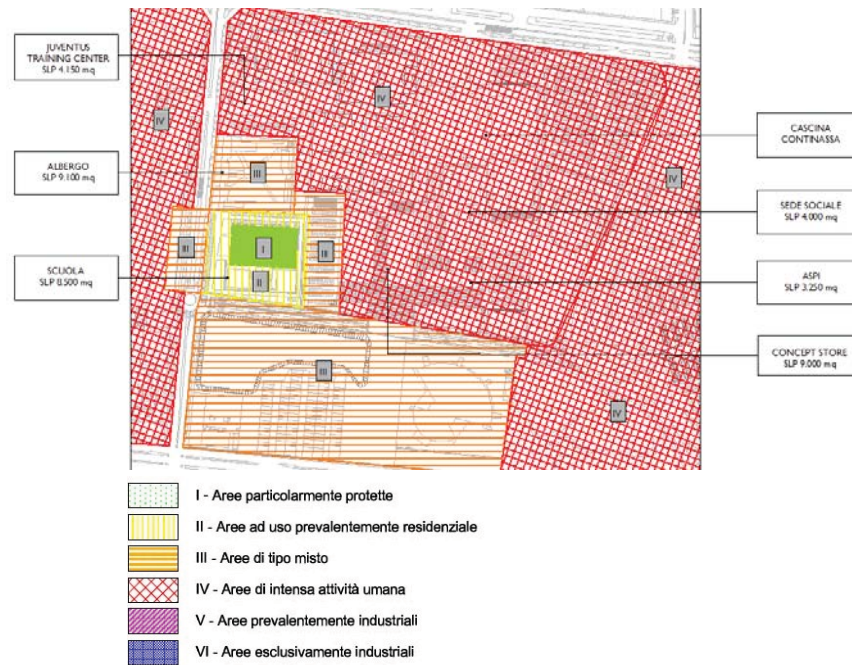 JUVENTUS
TRAINING CENTER
SLP 4.150 mq
ALBERGO
SLP 9.100 mq
SCUOLA
SLP 8.500 mq
IV
IV
III
III
I
III
II
III
IV
IV
CASCINA
CONTINASSA
SEDE SOCIALE
SLP 4.000 mq
ASPI
SLP 3.250 mq
CONCEPT STORE
SLP 9.000 mq
I - Aree particolarmente protette
II - Aree ad uso prevalentemente residenziale
III - Aree di tipo misto
IV - Aree di intensa attività umana
V - Aree prevalentemente industriali
VI - Aree esclusivamente industriali